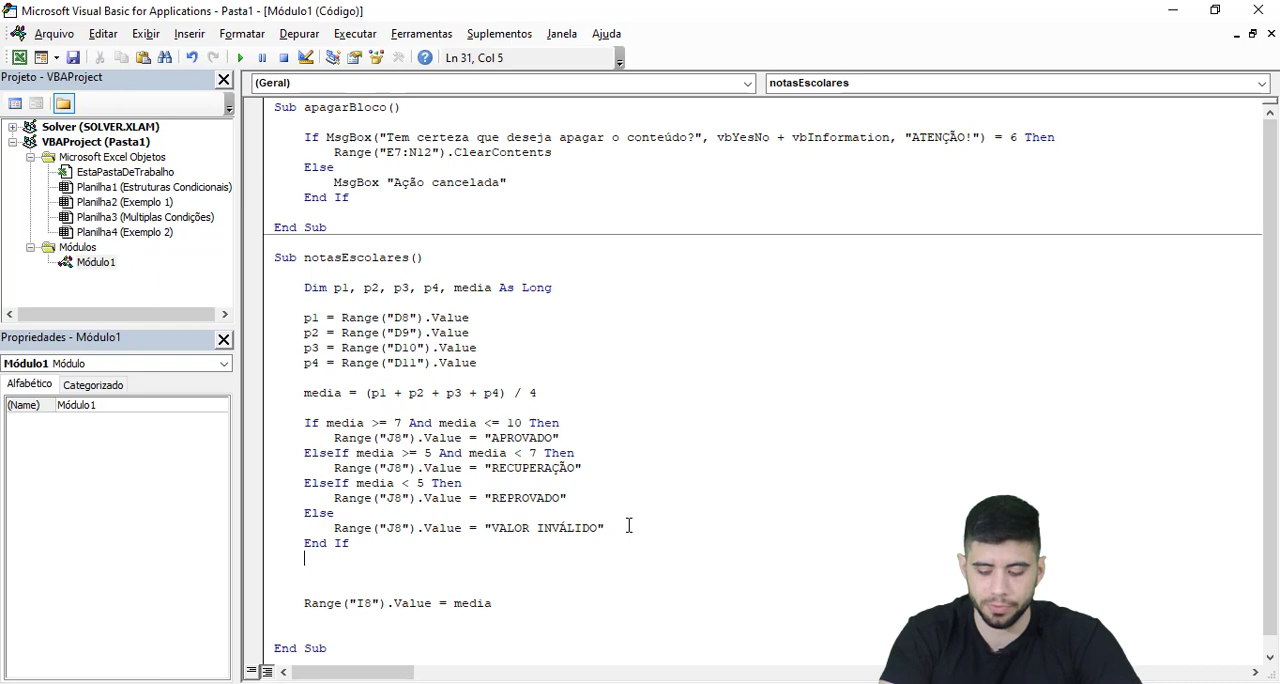 Microsoft Visual Basic for Applications - Pasta1 - [Módulo1 (Código)]
Arquivo Editar Exibir Inserir Formatar Depurar Executar Ferramentas Suplementos Janela Ajuda
Ln 31, Col 5
Projeto - VBAProject
Solver (SOLVER.XLAM)
VBAProject (Pasta1)
Microsoft Excel Objetos
EstaPastaDeTrabalho
Planilha1 (Estruturas Condicionais)
Planilha2 (Exemplo 1)
Planilha3 (Multiplas Condições)
Planilha4 (Exemplo 2)
Módulos
Módulo1
Propriedades - Módulo1
Módulo1 Módulo
Alfabético Categorizado
(Name) Módulo1
(Geral) notasEscolares
Sub apagarBloco()
If MsgBox("Tem certeza que deseja apagar o conteúdo?", vbYesNo + vbInformation, "ATENÇÃO!") = 6 Then
Range("E7:N12").ClearContents
Else
MsgBox "Ação cancelada"
End If
End Sub
Sub notasEscolares()
Dim p1, p2, p3, p4, media As Long
p1 = Range("D8").Value
p2 = Range("D9").Value
p3 = Range("D10").Value
p4 = Range("D11").Value
media = (p1 + p2 + p3 + p4) / 4
If media >= 7 And media <= 10 Then
Range("J8").Value = "APROVADO"
ElseIf media >= 5 And media < 7 Then
Range("J8").Value = "RECUPERAÇÃO"
ElseIf media < 5 Then
Range("J8").Value = "REPROVADO"
Else
Range("J8").Value = "VALOR INVÁLIDO"
End If
Range("I8").Value = media
End Sub